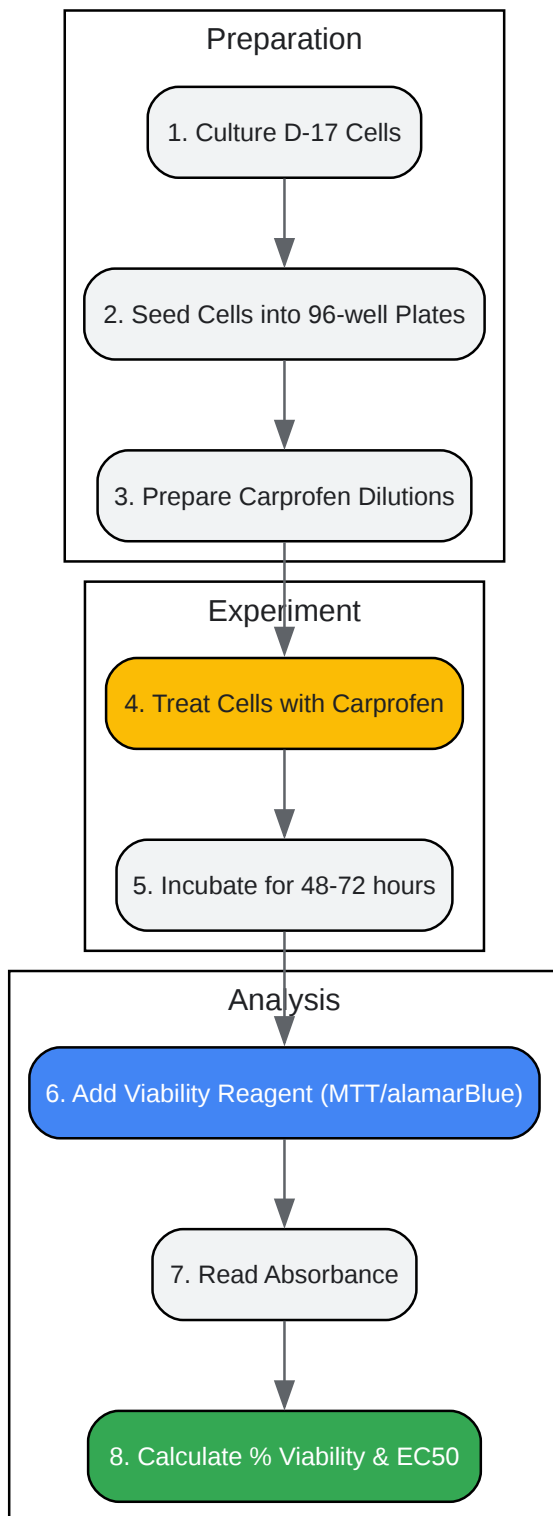 Preparation
1. Culture D-17 Cells
2. Seed Cells into 96-well Plates
3. Prepare Carprofen Dilutions
Experiment
4. Treat Cells with Carprofen
5. Incubate for 48-72 hours
Analysis
6. Add Viability Reagent (MTT/alamarBlue)
7. Read Absorbance
8. Calculate % Viability & EC50